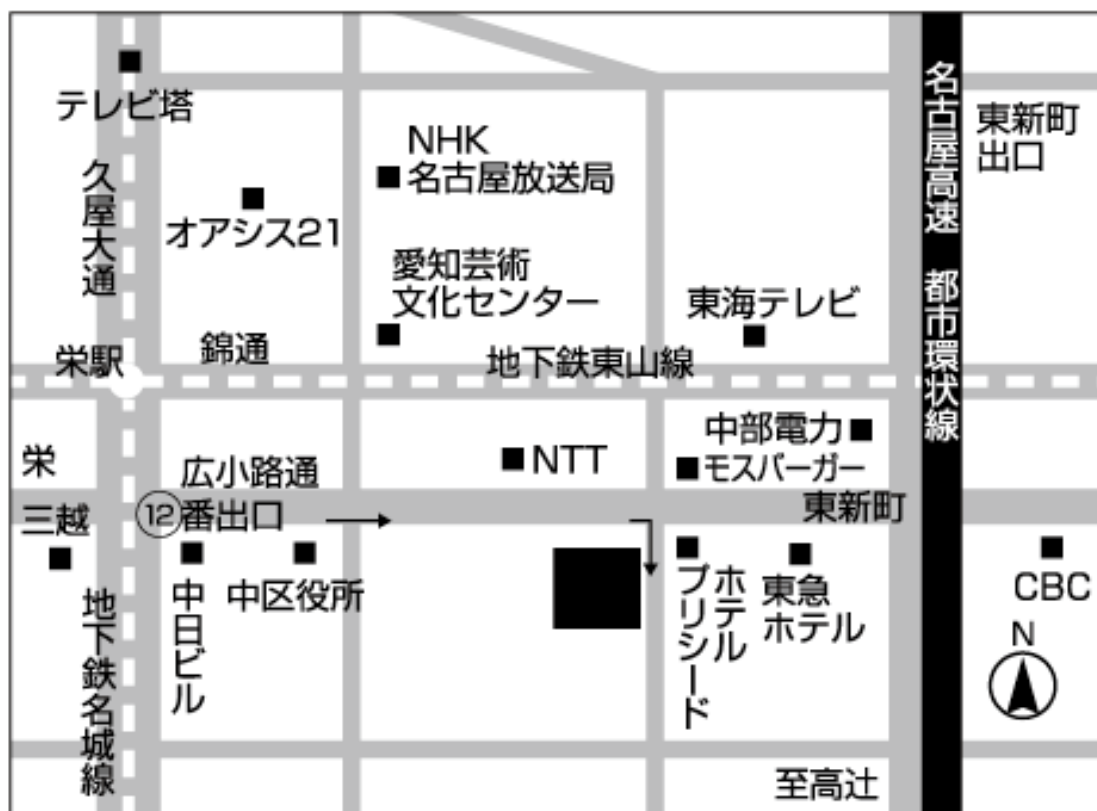 テレビ塔
久屋大通
オアシス21
NHK
名古屋放送局
愛知芸術
文化センター
東海テレビ
名古屋高速 都市環状線
東新町
出口
栄駅
錦通
地下鉄東山線
栄
三越
広小路通
⑫番出口
NTT
中部電力
モスバーガー
東新町
中日ビル
中区役所
ホテル
プリシード
東急
ホテル
CBC
N
地下鉄名城線
至高辻